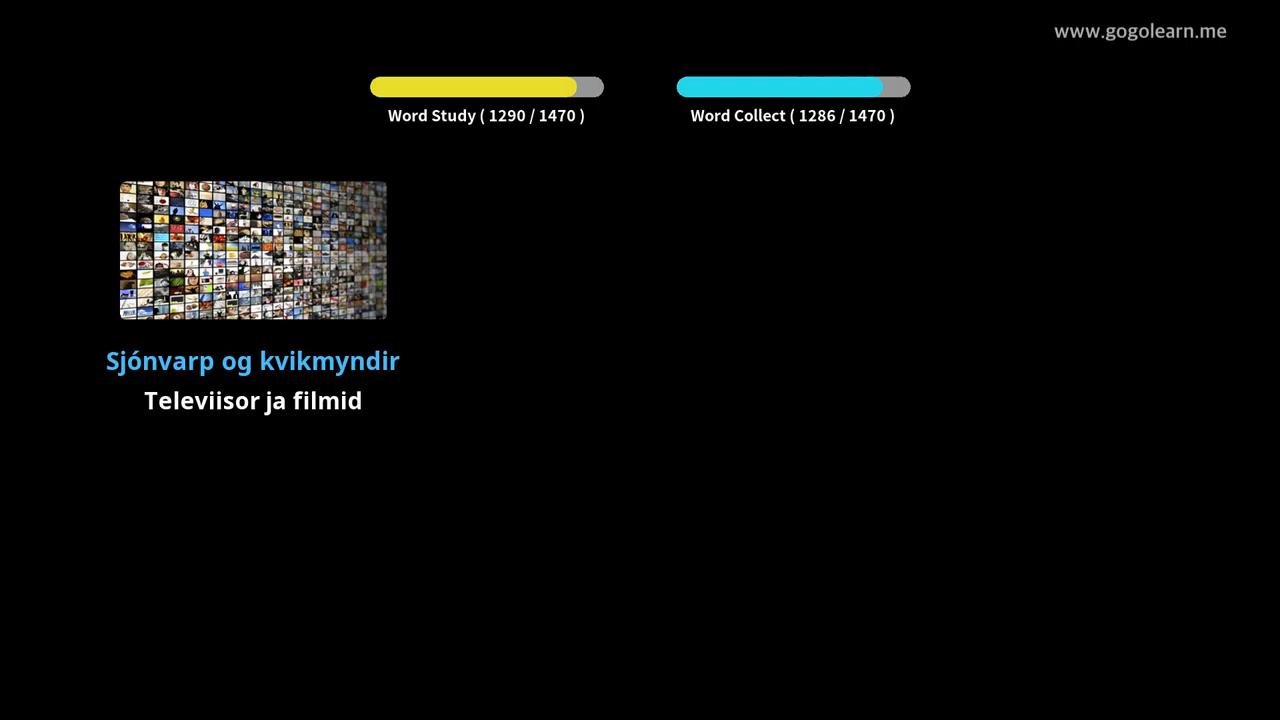 www.gogolearn.me
Word Study ( 1290 / 1470 )
Word Collect ( 1286 / 1470 )
Sjónvarp og kvikmyndir
Televiisor ja filmid